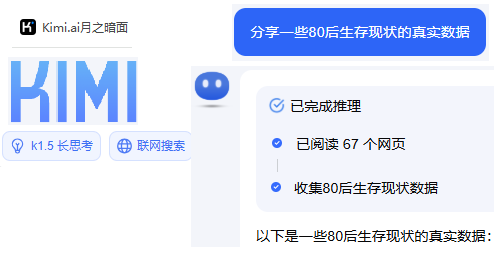 Kimi.ai月之暗面
KIMI
k1.5 长思考
联网搜索
分享一些80后生存现状的真实数据
已完成推理
已阅读 67 个网页
收集80后生存现状数据
以下是一些80后生存现状的真实数据：